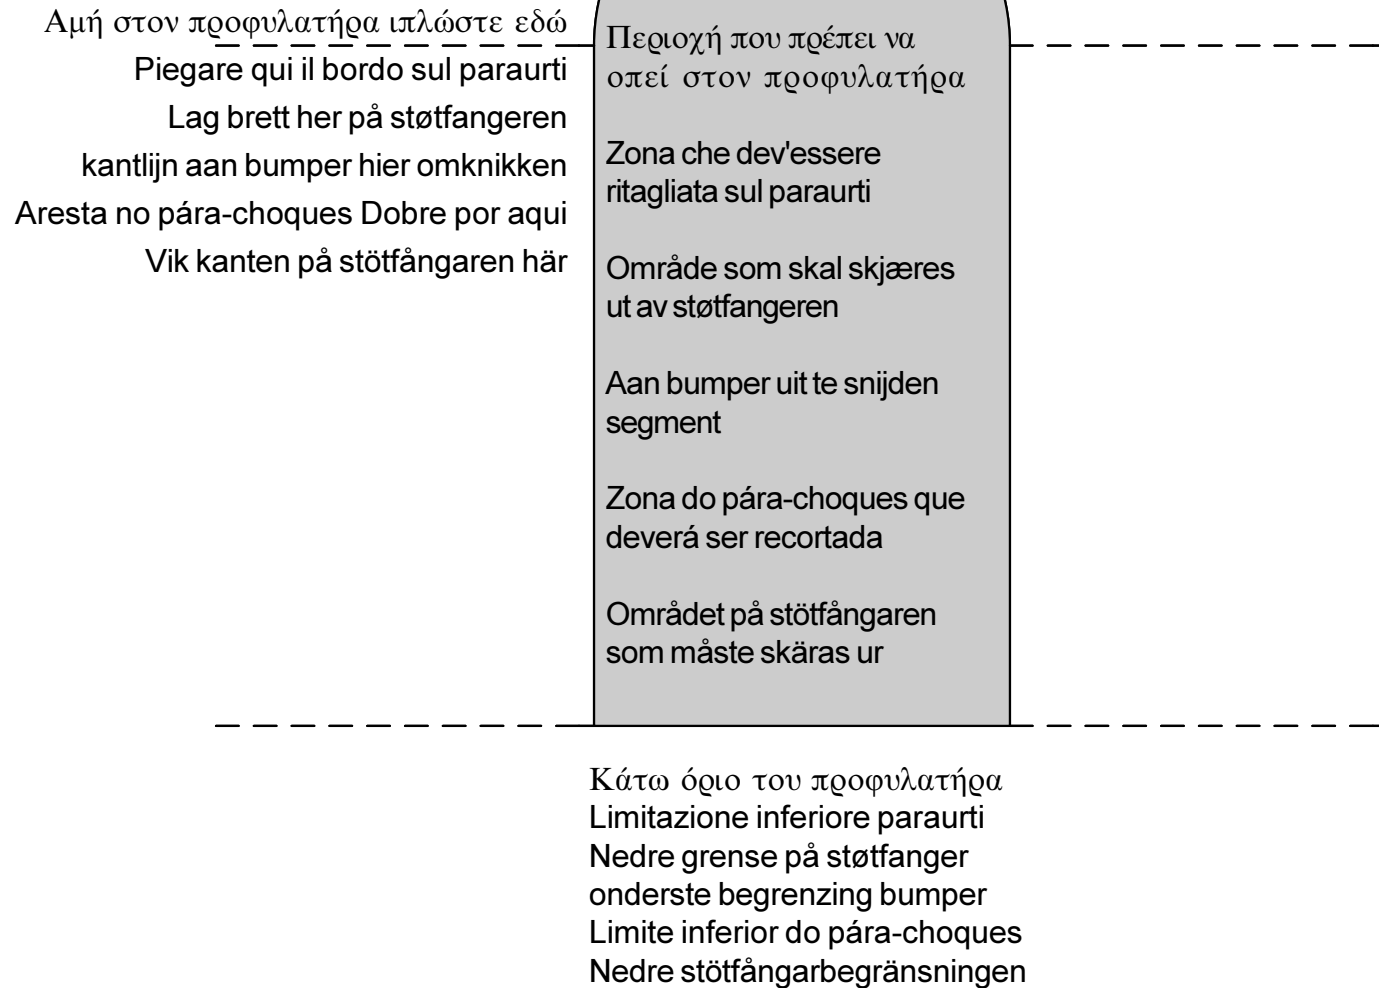 Αμή στον προφυλατήρα ιπλώστε εδώ
Piegare qui il bordo sul paraurti
Lag brett her på støtfangeren
kantlijn aan bumper hier omknikken
Aresta no pára-choques Dobre por aqui
Vik kanten på stötfångaren här
Περιοχή που πρέπει να
οπεί στον προφυλατήρα
Zona che dev'essere
ritagliata sul paraurti
Område som skal skjæres
ut av støtfangeren
Aan bumper uit te snijden
segment
Zona do pára-choques que
deverá ser recortada
Området på stötfångaren
som måste skäras ur
Κάτω όριο του προφυλατήρα
Limitazione inferiore paraurti
Nedre grense på støtfanger
onderste begrenzing bumper
Limite inferior do pára-choques
Nedre stötfångarbegränsningen